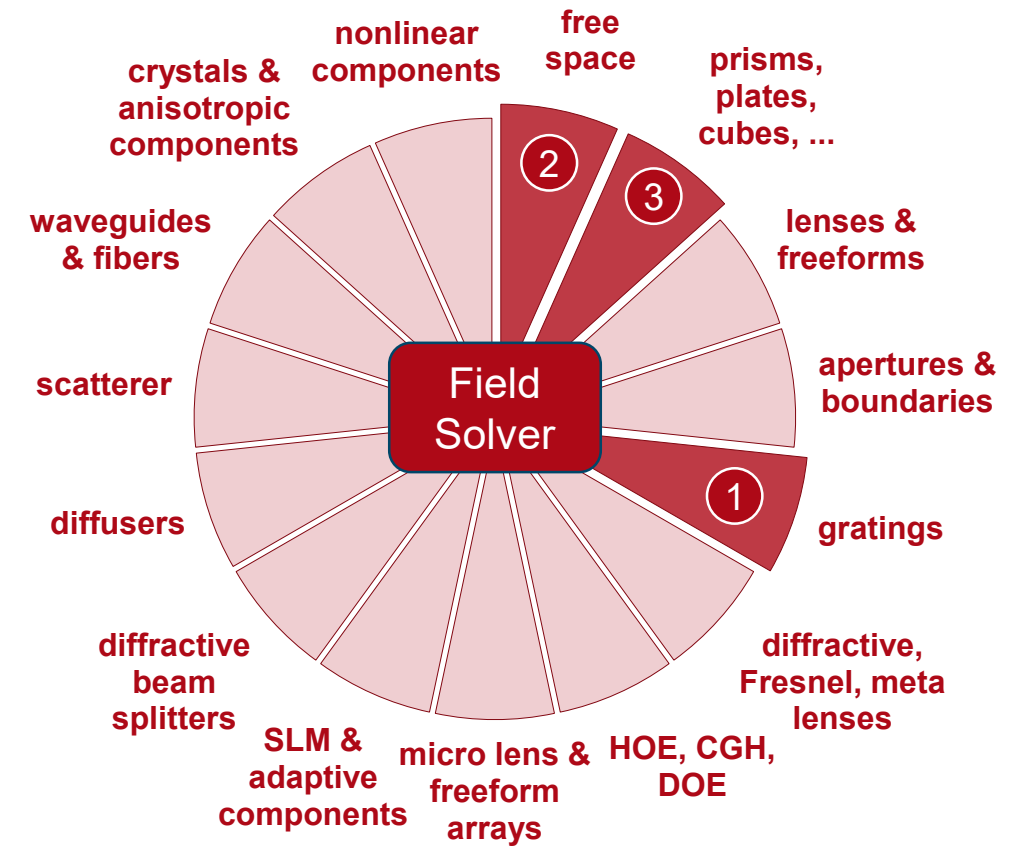 free
space
prisms,
plates,
cubes, ...
lenses &
freeforms
apertures &
boundaries
gratings
diffractive,
Fresnel, meta
lenses
HOE, CGH,
DOE
micro lens &
freeform
arrays
SLM &
adaptive
components
diffractive
beam
splitters
diffusers
scatterer
waveguides
& fibers
crystals &
anisotropic
components
nonlinear
components
2
3
1
Field
Solver